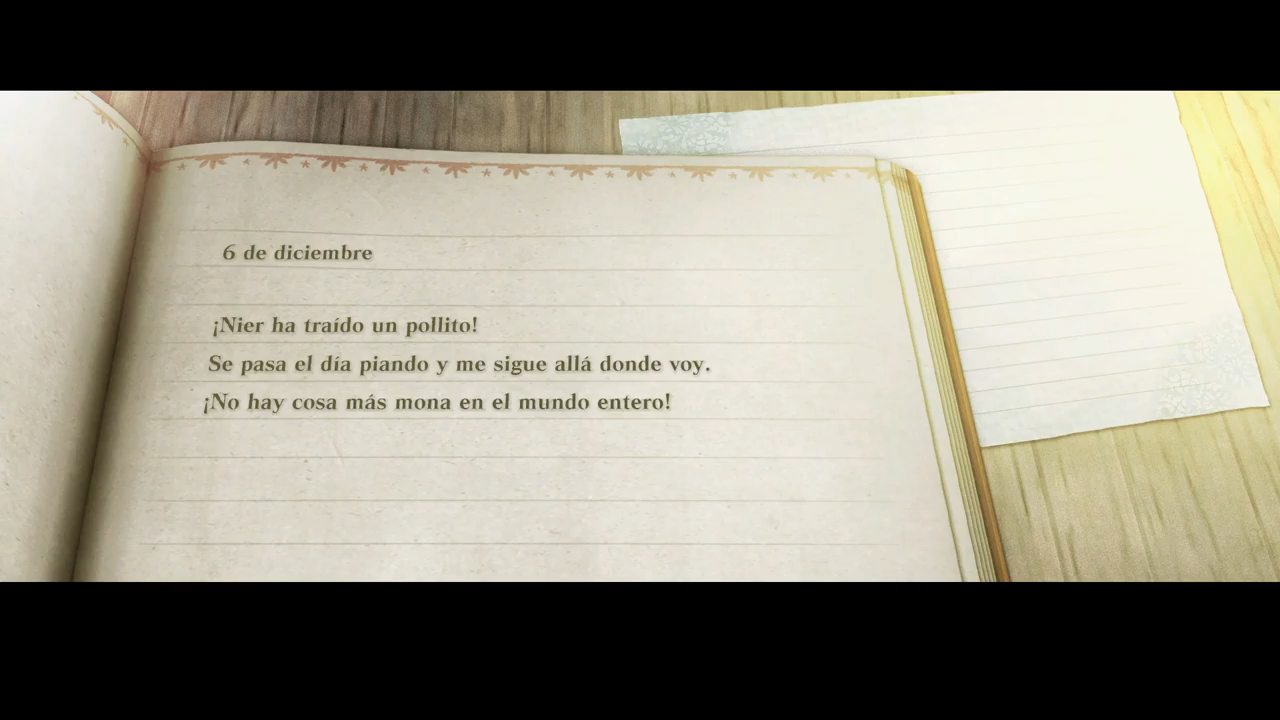 6 de diciembre
¡Nier ha traído un pollito!
Se pasa el día piando y me sigue allá donde voy.
¡No hay cosa más mona en el mundo entero!